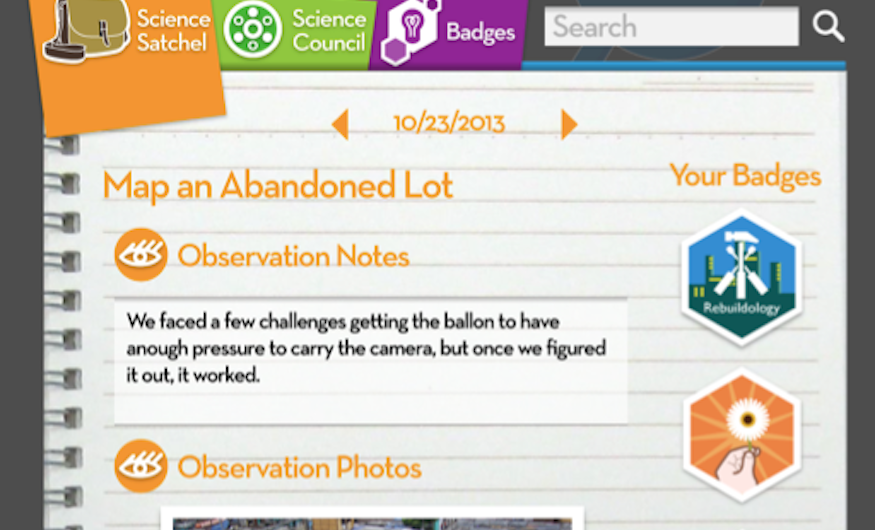 Science
Satchel
Science
Council
Badges
Search
10/23/2013
Map an Abandoned Lot
Your Badges
Observation Notes
Rebuildology
We faced a few challenges getting the ballon to have
anough pressure to carry the camera, but once we figured
it out, it worked.
Observation Photos